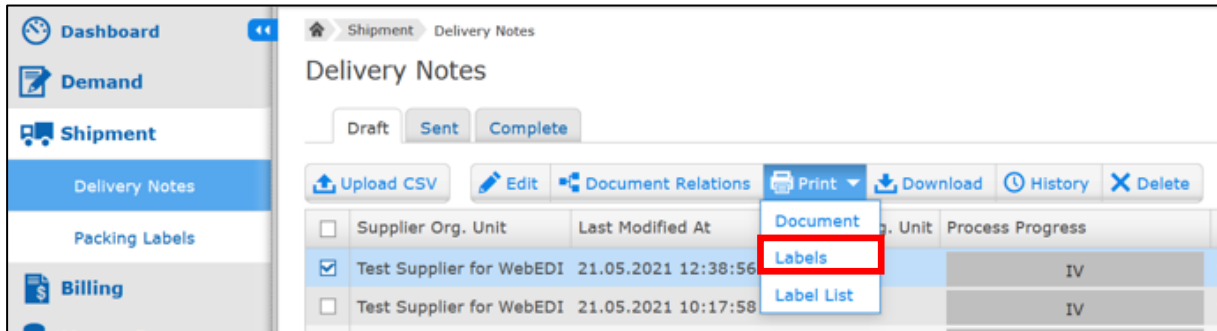 Dashboard
Shipment Delivery Notes
Delivery Notes
Demand
Draft Sent Complete
Shipment
Upload CSV Edit Document Relations Print Download History Delete
Delivery Notes
Supplier Org. Unit Last Modified At g. Unit Process Progress
Document
Packing Labels
Labels
Test Supplier for WebEDI 21.05.2021 12:38:56 IV
Billing
Label List
Test Supplier for WebEDI 21.05.2021 10:17:58 IV